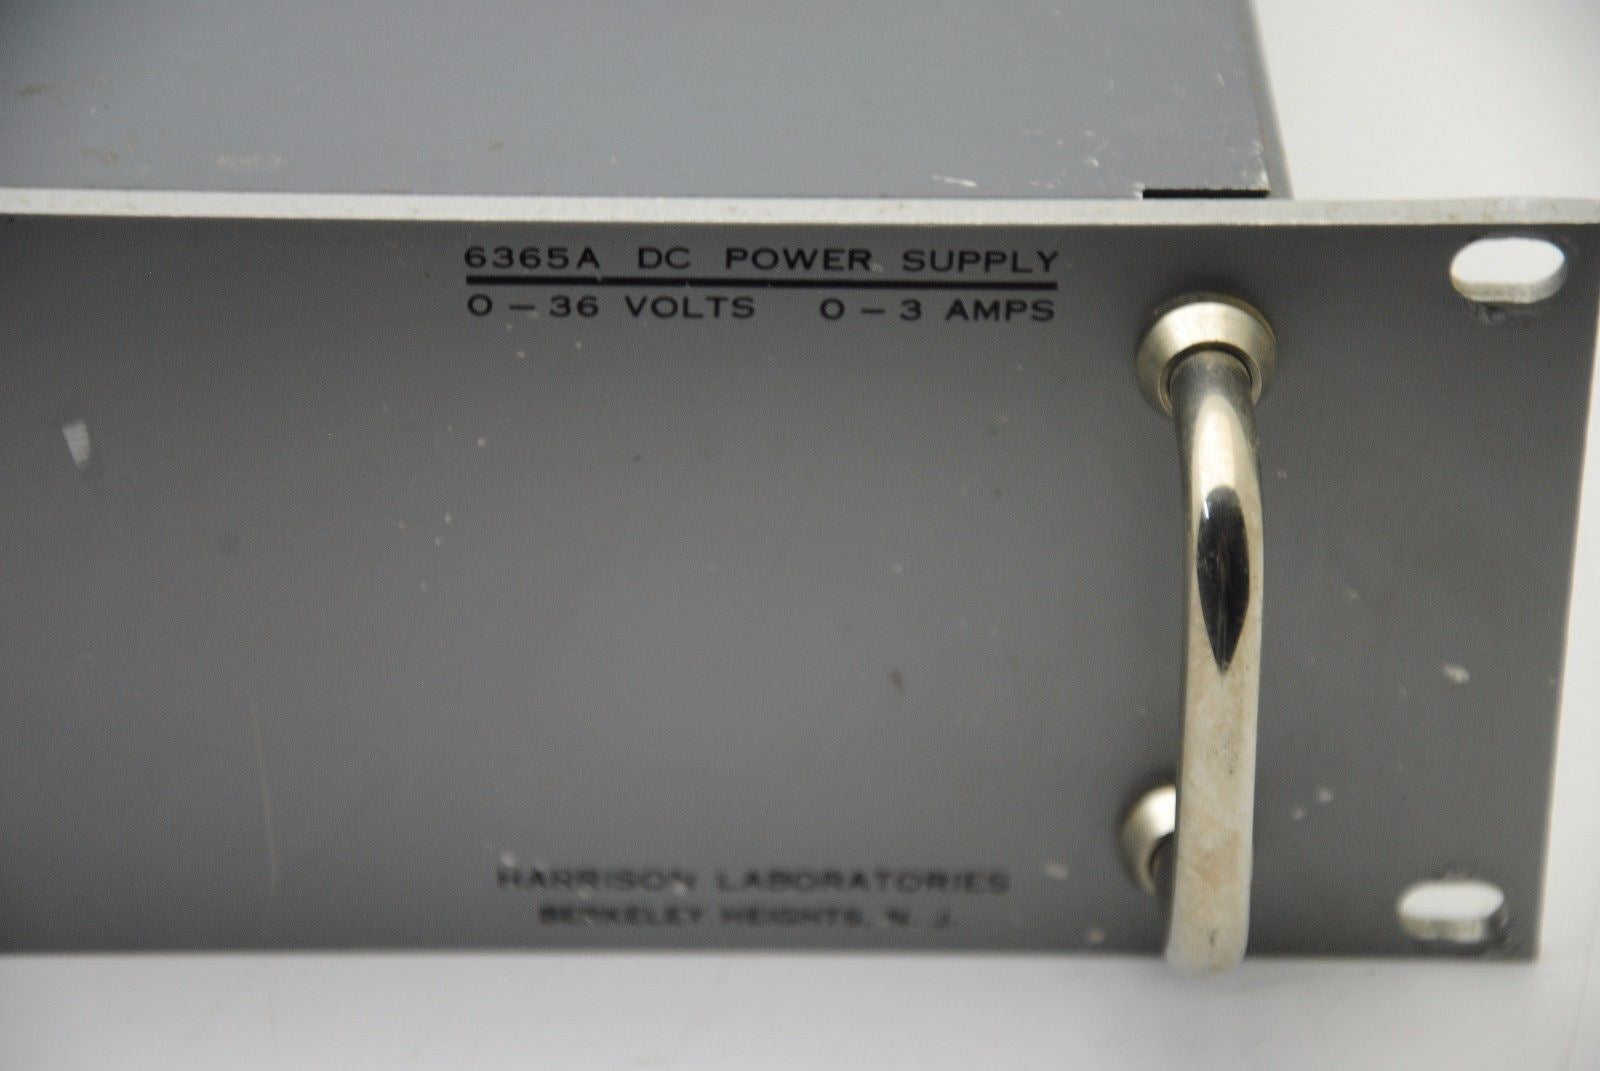 6365A DC POWER SUPPLY
0 – 36 VOLTS 0 – 3 AMPS
HARRISON LABORATORIES
BERKELEY HEIGHTS, N. J.